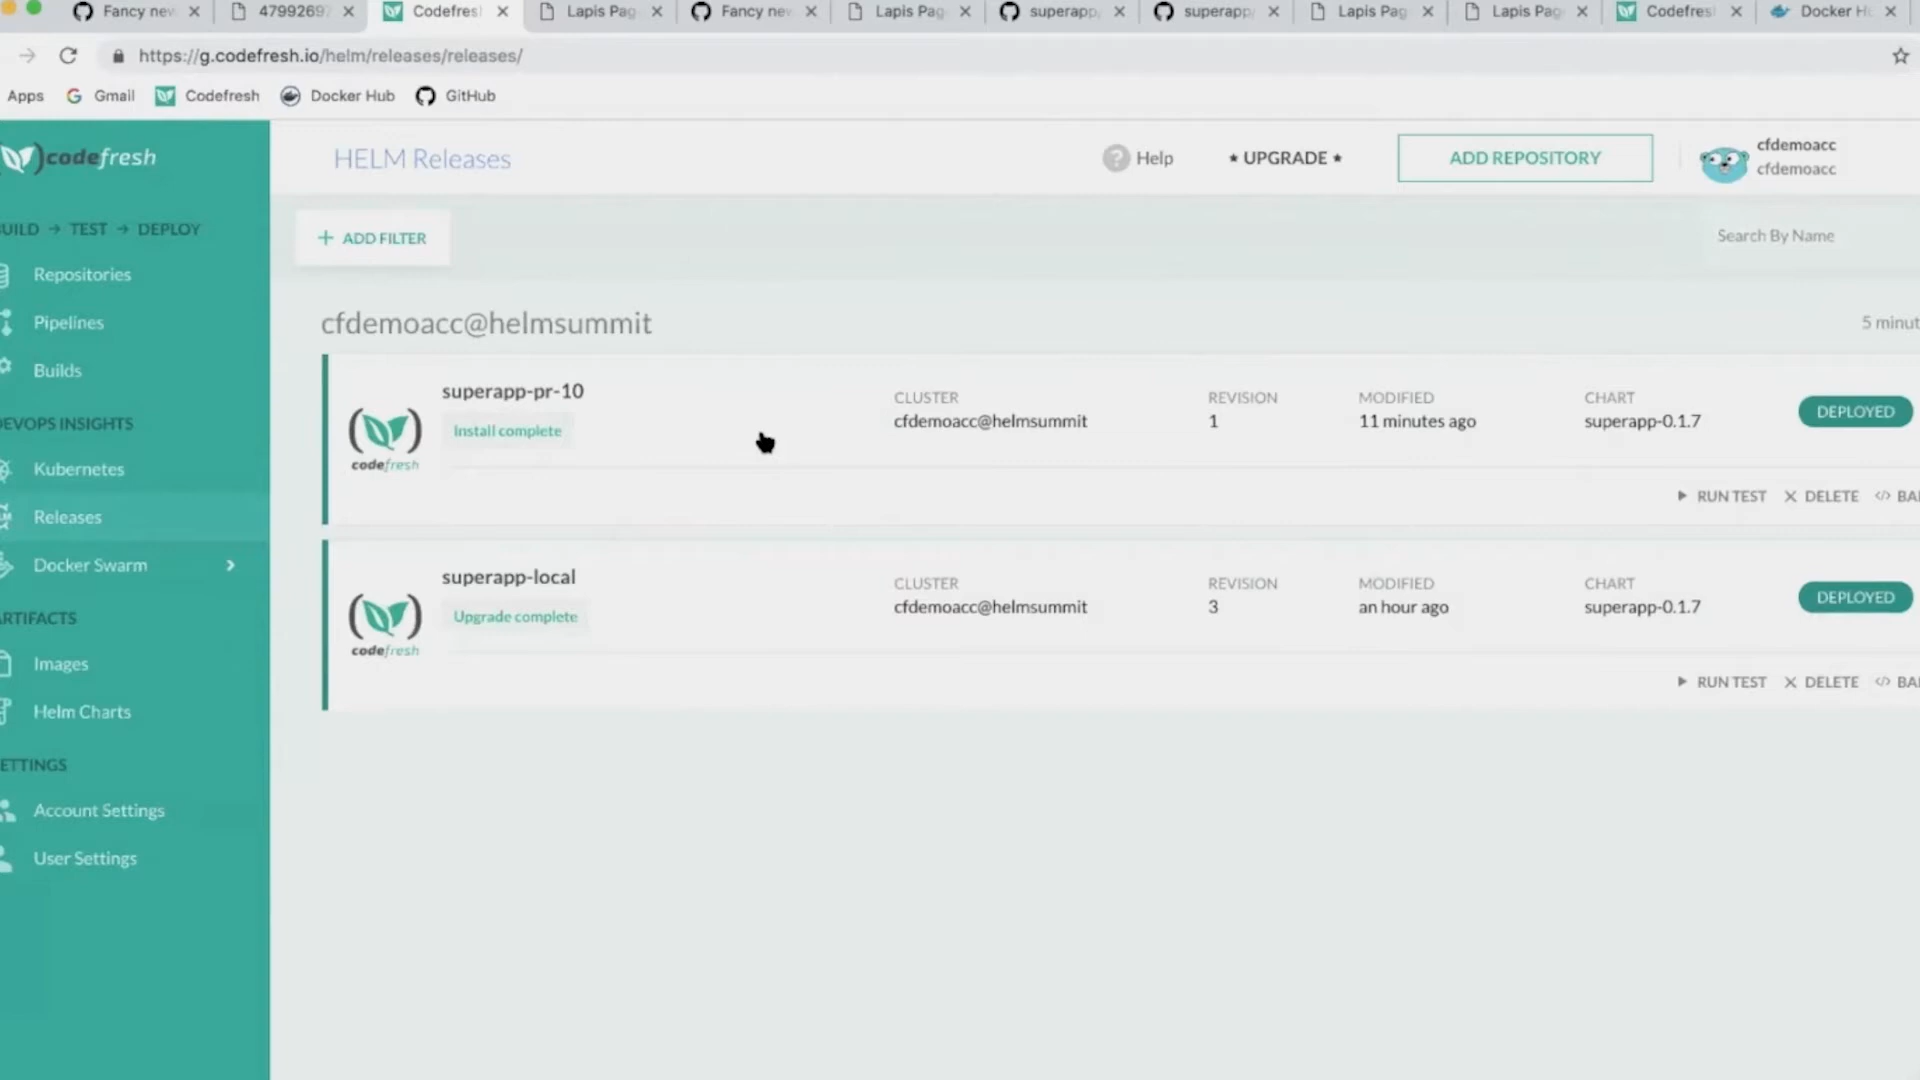 Fancy nev
47992697
Codefresh
Lapis Pag
Fancy nev
Lapis Pag
superapp/
superapp/
Lapis Pag
Lapis Pag
Codefresh
Docker Hu
https://g.codefresh.io/helm/releases/releases/
Apps
Gmail
Codefresh
Docker Hub
GitHub
codefresh
HELM Releases
Help
★ UPGRADE ★
ADD REPOSITORY
cfdemoacc
cfdemoacc
UILD → TEST → DEPLOY
+ ADD FILTER
Search By Name
Repositories
Pipelines
Builds
EVOPS INSIGHTS
Kubernetes
Releases
Docker Swarm
RTIFACTS
Images
Helm Charts
ETTINGS
Account Settings
User Settings
cfdemoacc@helmsummit
5 minut
superapp-pr-10
Install complete
codefresh
CLUSTER
cfdemoacc@helmsummit
REVISION
1
MODIFIED
11 minutes ago
CHART
superapp-0.1.7
DEPLOYED
RUN TEST
DELETE
BA
superapp-local
Upgrade complete
codefresh
CLUSTER
cfdemoacc@helmsummit
REVISION
3
MODIFIED
an hour ago
CHART
superapp-0.1.7
DEPLOYED
RUN TEST
DELETE
BA